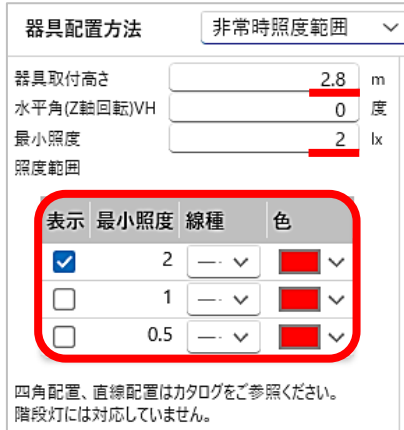 器具配置方法 非常時照度範囲
器具取付高さ 2.8 m
水平角(Z軸回転)VH 0 度
最小照度 2 lx
照度範囲
表示 最小照度 線種 色
2
1
0.5
四角配置、直線配置はカタログをご参照ください。
階段灯には対応していません。